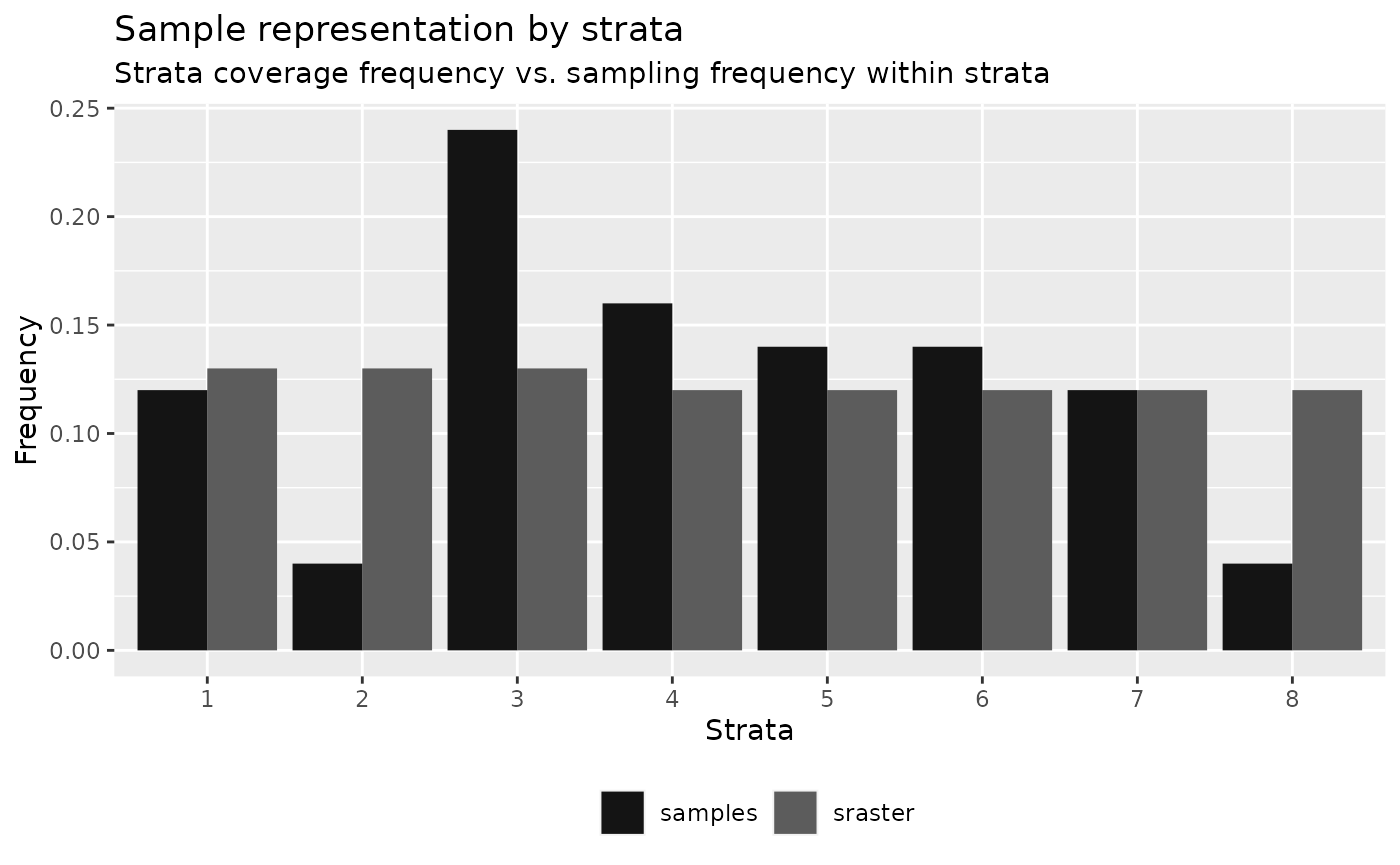 Sample representation by strata
Strata coverage frequency vs. sampling frequency within strata
Frequency
0.25
0.20
0.15
0.10
0.05
0.00
1 2 3 4 5 6 7 8
Strata
samples sraster